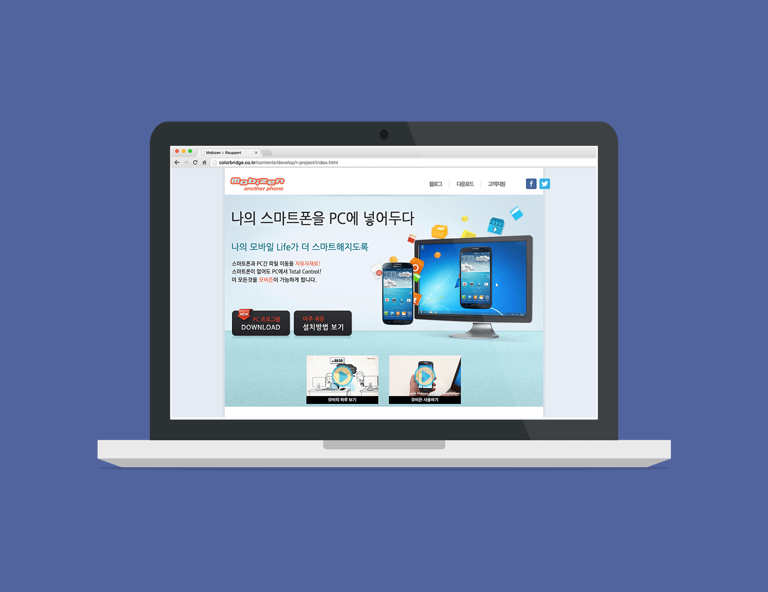 Mobizen :: Rsupport
colorbridge.co.kr/contents/develop/r-project/index.html
mobizen
another phone
블로그
다운로드
고객지원
나의 스마트폰을 PC에 넣어두다
나의 모바일 Life가 더 스마트해지도록
스마트폰과 PC간 파일 이동을 자유자재로!
스마트폰이 없어도 PC에서 Total Control!
이 모든것을 모비즌이 가능하게 합니다.
NEW
PC 프로그램
DOWNLOAD
아주 쉬운
설치방법 보기
모비의 하루 보기
모비즌 사용하기